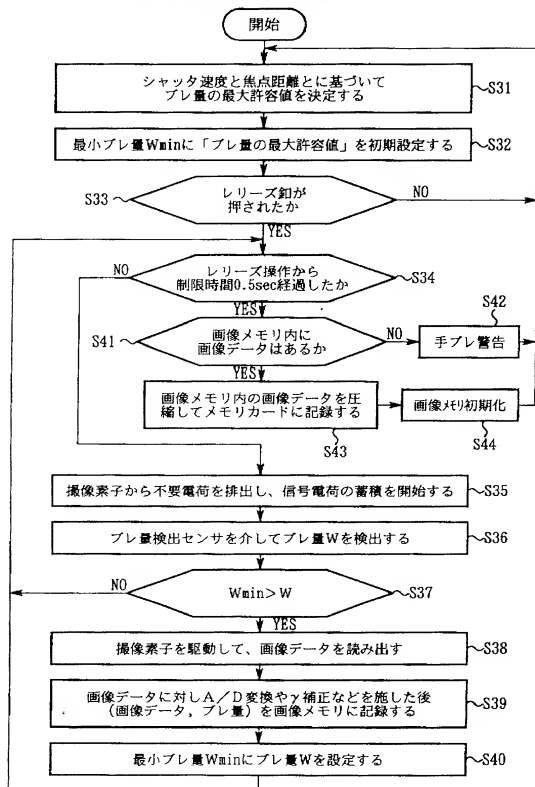 開始
シャッタ速度と焦点距離とに基づいて
ブレ量の最大許容値を決定する
S31
最小ブレ量Wminに「ブレ量の最大許容値」を初期設定する
S32
S33
レリーズ釦が
押されたか
NO
YES
NO
レリーズ操作から
制限時間0.5sec経過したか
S34
YES
S41
画像メモリ内に
画像データはあるか
NO
S42
手ブレ警告
YES
画像メモリ内の画像データを圧
縮してメモリカードに記録する
S43
画像メモリ初期化
S44
撮像素子から不要電荷を排出し、信号電荷の蓄積を開始する
S35
ブレ量検出センサを介してブレ量Wを検出する
S36
NO
Wmin>W
S37
YES
撮像素子を駆動して、画像データを読み出す
S38
画像データに対しA/D変換やγ補正などを施した後
(画像データ,ブレ量)を画像メモリに記録する
S39
最小ブレ量Wminにブレ量Wを設定する
S40